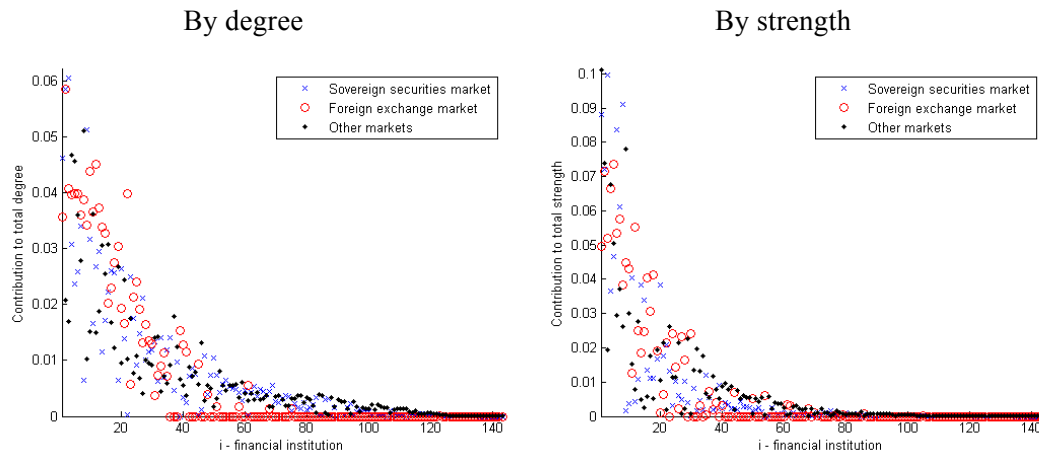 By degree
By strength
0.06
0.05
0.04
0.03
0.02
0.01
0
Contribution to total degree
Sovereign securities market
Foreign exchange market
Other markets
20 40 60 80 100 120 140
i - financial institution
0.1
0.09
0.08
0.07
0.06
0.05
0.04
0.03
0.02
0.01
0
Contribution to total strength
Sovereign securities market
Foreign exchange market
Other markets
20 40 60 80 100 120 140
i - financial institution